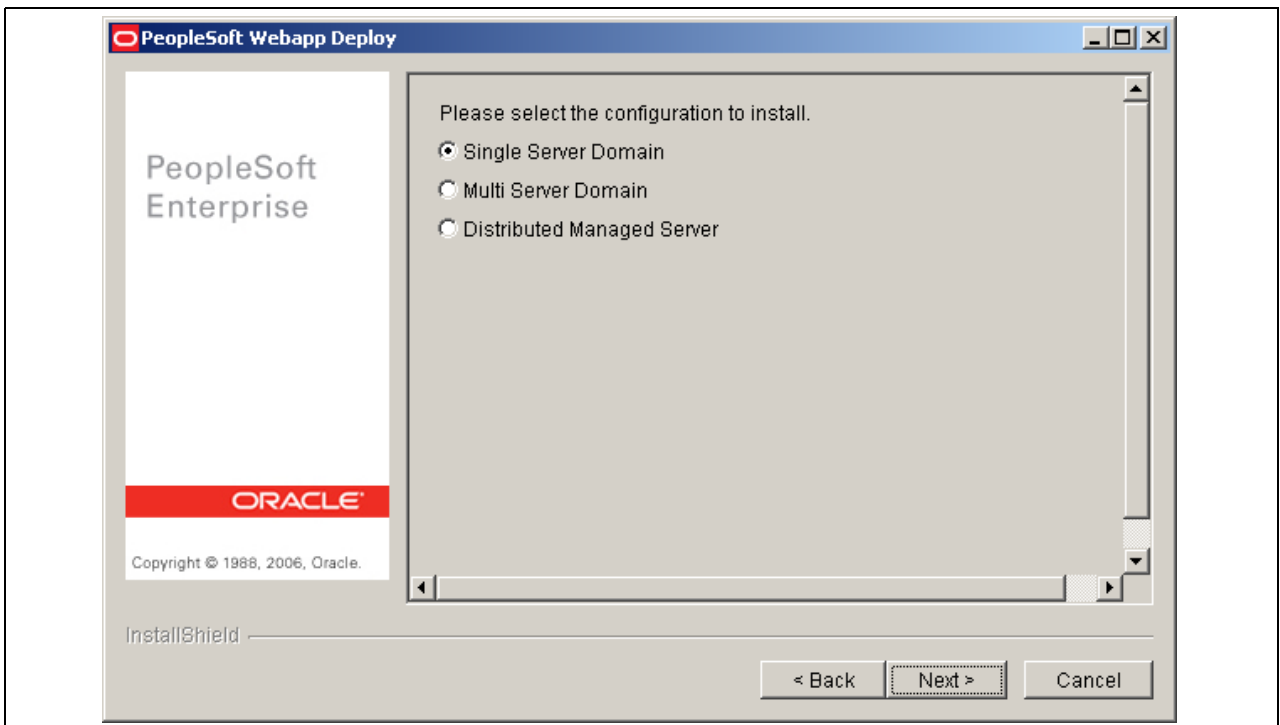 PeopleSoft Webapp Deploy
PeopleSoft
Enterprise
ORACLE®
Copyright © 1988, 2006, Oracle.
Please select the configuration to install.
Single Server Domain
Multi Server Domain
Distributed Managed Server
InstallShield
< Back
Next >
Cancel